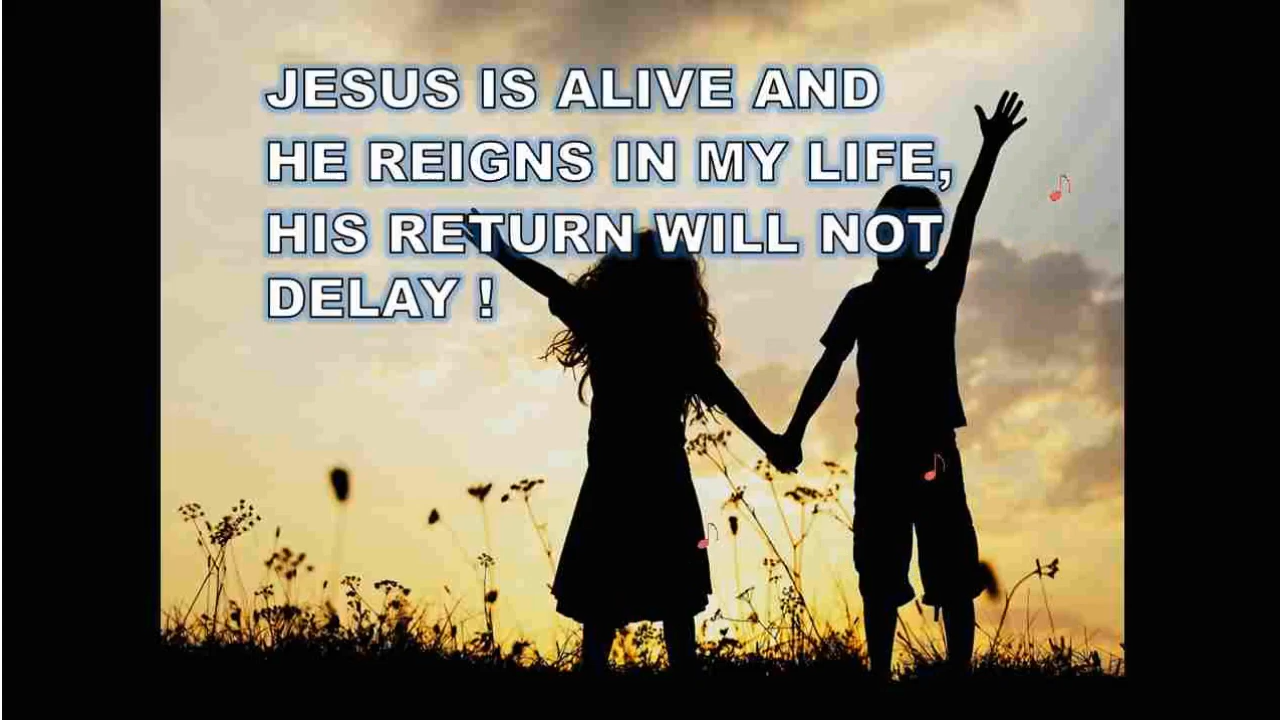 JESUS IS ALIVE AND
HE REIGNS IN MY LIFE,
HIS RETURN WILL NOT
DELAY !